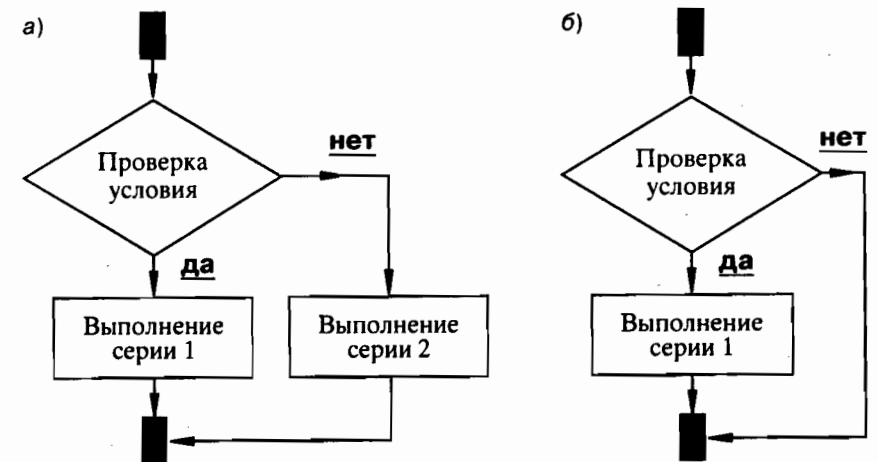 а)
Проверка
условия
нет
да
Выполнение
серии 1
Выполнение
серии 2
б)
Проверка
условия
нет
да
Выполнение
серии 1